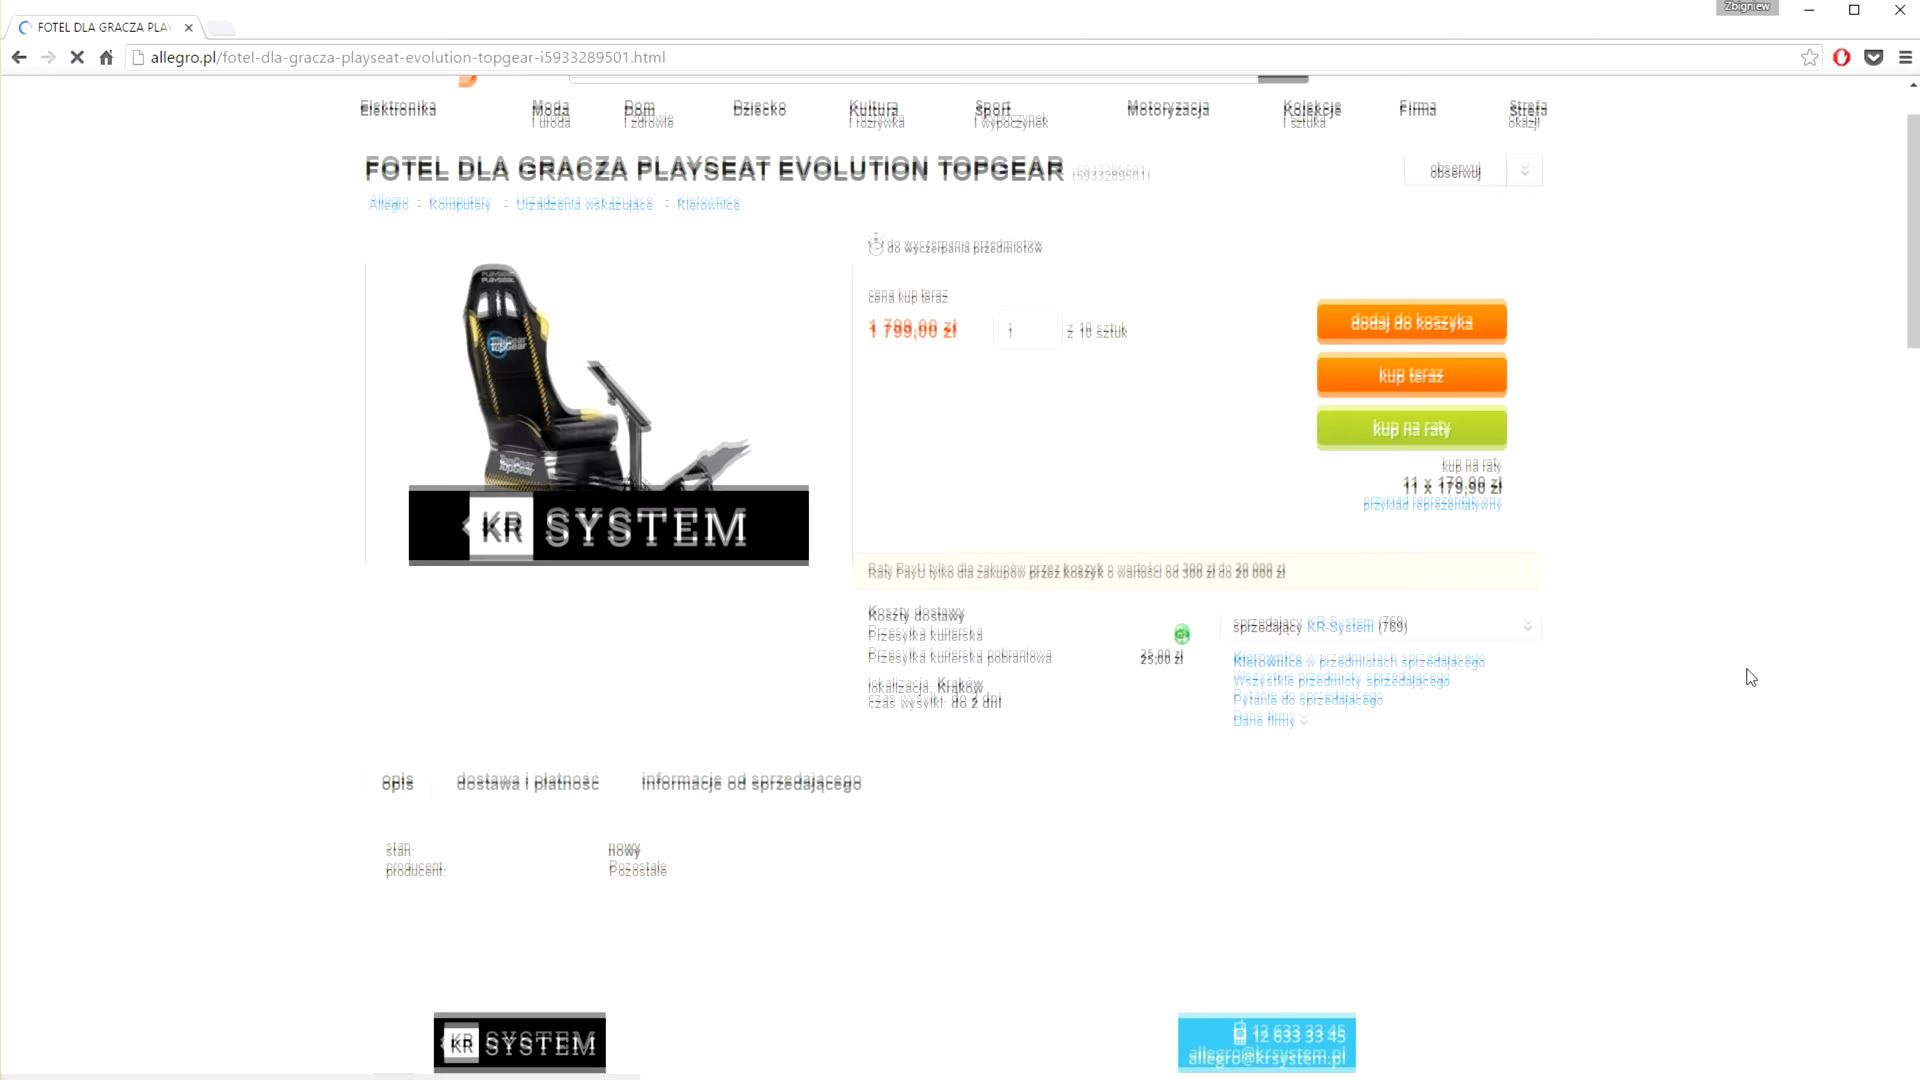 Zbigniew
FOTEL DLA GRACZA PLA
allegro.pl/fotel-dla-gracza-playseat-evolution-topgear-i5933289501.html
Elektronika Moda Dom Dziecko Kultura Sport Motoryzacja Kolekcje Firma Strefa
i uroda i zdrowie i rozrywka i wypoczynek i sztuka okazji
FOTEL DLA GRACZA PLAYSEAT EVOLUTION TOPGEAR (5933289501) obserwuj
Allegro Komputery Urządzenia wskazujące Kierownice
do wyczerpania przedmiotów
cena kup teraz
1 799,00 zł 1 z 10 sztuk
dodaj do koszyka
kup teraz
kup na raty
kup na raty
11 x 179,90 zł
przykład reprezentatywny
PLAYSEAT
TopGear
TopGear
KR SYSTEM
Raty PayU tylko dla zakupów przez koszyk o wartości od 300 zł do 20 000 zł
Koszty dostawy
Przesyłka kurierska
Przesyłka kurierska pobraniowa 25,00 zł
lokalizacja: Kraków
czas wysyłki: do 2 dni
sprzedający KR-System (769)
Kierownice w przedmiotach sprzedającego
Wszystkie przedmioty sprzedającego
Pytanie do sprzedającego
Dane firmy
opis dostawa i płatność informacje od sprzedającego
stan: nowy
producent: Pozostałe
KR SYSTEM
12 633 33 45
allegro@krsystem.pl